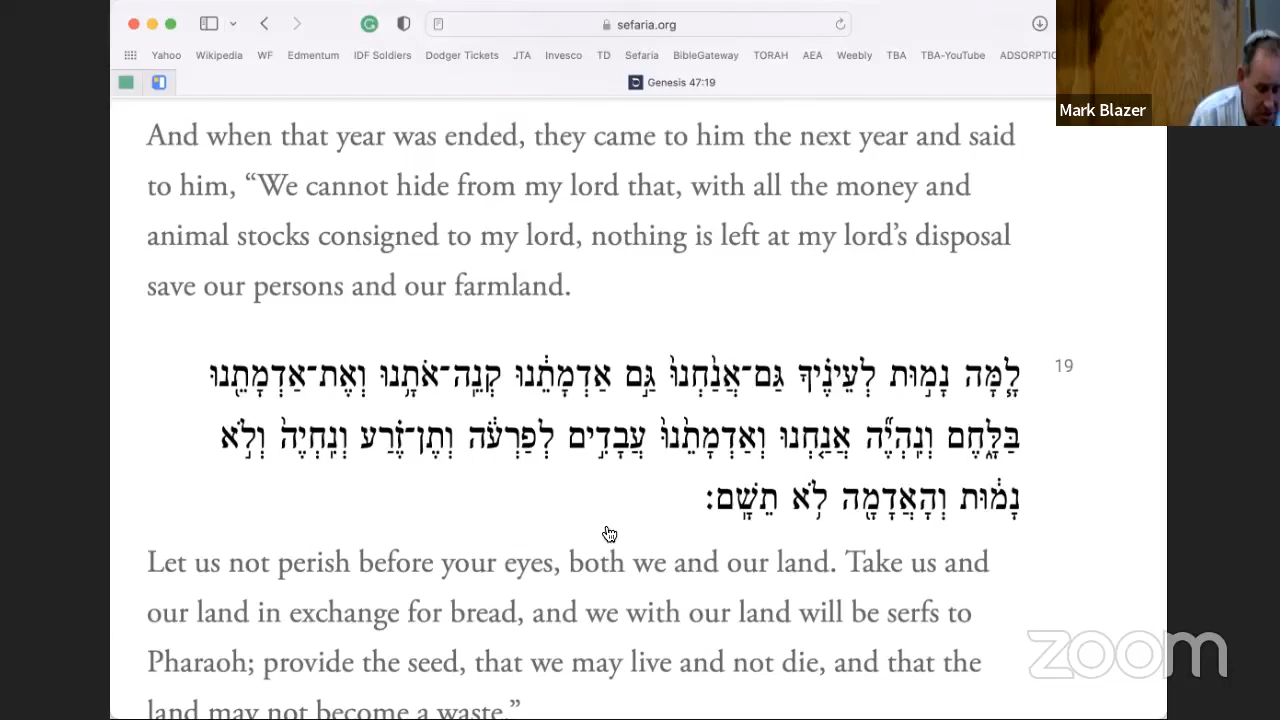 sefaria.org
Yahoo Wikipedia WF Edmentum IDF Soldiers Dodger Tickets JTA Invesco TD Sefaria BibleGateway TORAH AEA Weebly TBA TBA-YouTube ADSORPTIO
Genesis 47:19
Mark Blazer
And when that year was ended, they came to him the next year and said
to him, “We cannot hide from my lord that, with all the money and
animal stocks consigned to my lord, nothing is left at my lord’s disposal
save our persons and our farmland.
19
לָ֧מָּה נָמ֣וּת לְעֵינֶ֗יךָ גַּם־אֲנַ֙חְנוּ֙ גַּ֣ם אַדְמָתֵ֔נוּ קְנֵֽה־אֹתָ֥נוּ וְאֶת־אַדְמָתֵ֖נוּ
בַּלָּ֑חֶם וְנִֽהְיֶ֞ה אֲנַ֤חְנוּ וְאַדְמָתֵ֙נוּ֙ עֲבָדִ֣ים לְפַרְעֹ֔ה וְתֶן־זֶ֗רַע וְנִֽחְיֶה֙ וְלֹ֣א
נָמ֔וּת וְהָאֲדָמָ֖ה לֹ֥א תֵשָֽׁם׃
Let us not perish before your eyes, both we and our land. Take us and
our land in exchange for bread, and we with our land will be serfs to
Pharaoh; provide the seed, that we may live and not die, and that the
land may not become a waste.”
zoom